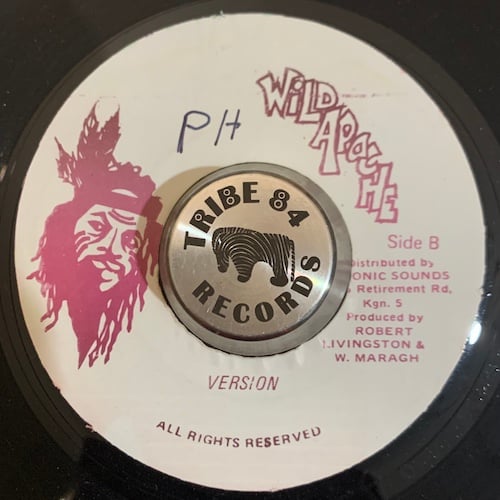 PH
WILD
APACHE
TRIBE 84
RECORDS
Side B
Distributed by
SONIC SOUNDS
Retirement Rd,
Kgn. 5
Produced by
ROBERT
LIVINGSTON &
W. MARAGH
VERSION
ALL RIGHTS RESERVED